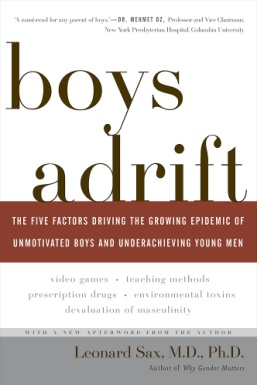 "A must-read for any parent of boys."—DR. MEHMET OZ, Professor and Vice Chairman,
New York Presbyterian Hospital, Columbia University
boys
adrift
THE FIVE FACTORS DRIVING THE GROWING EPIDEMIC OF
UNMOTIVATED BOYS AND UNDERACHIEVING YOUNG MEN
video games • teaching methods
prescription drugs • environmental toxins
devaluation of masculinity
WITH A NEW AFTERWORD FROM THE AUTHOR
Leonard Sax, M.D., Ph.D.
Author of Why Gender Matters